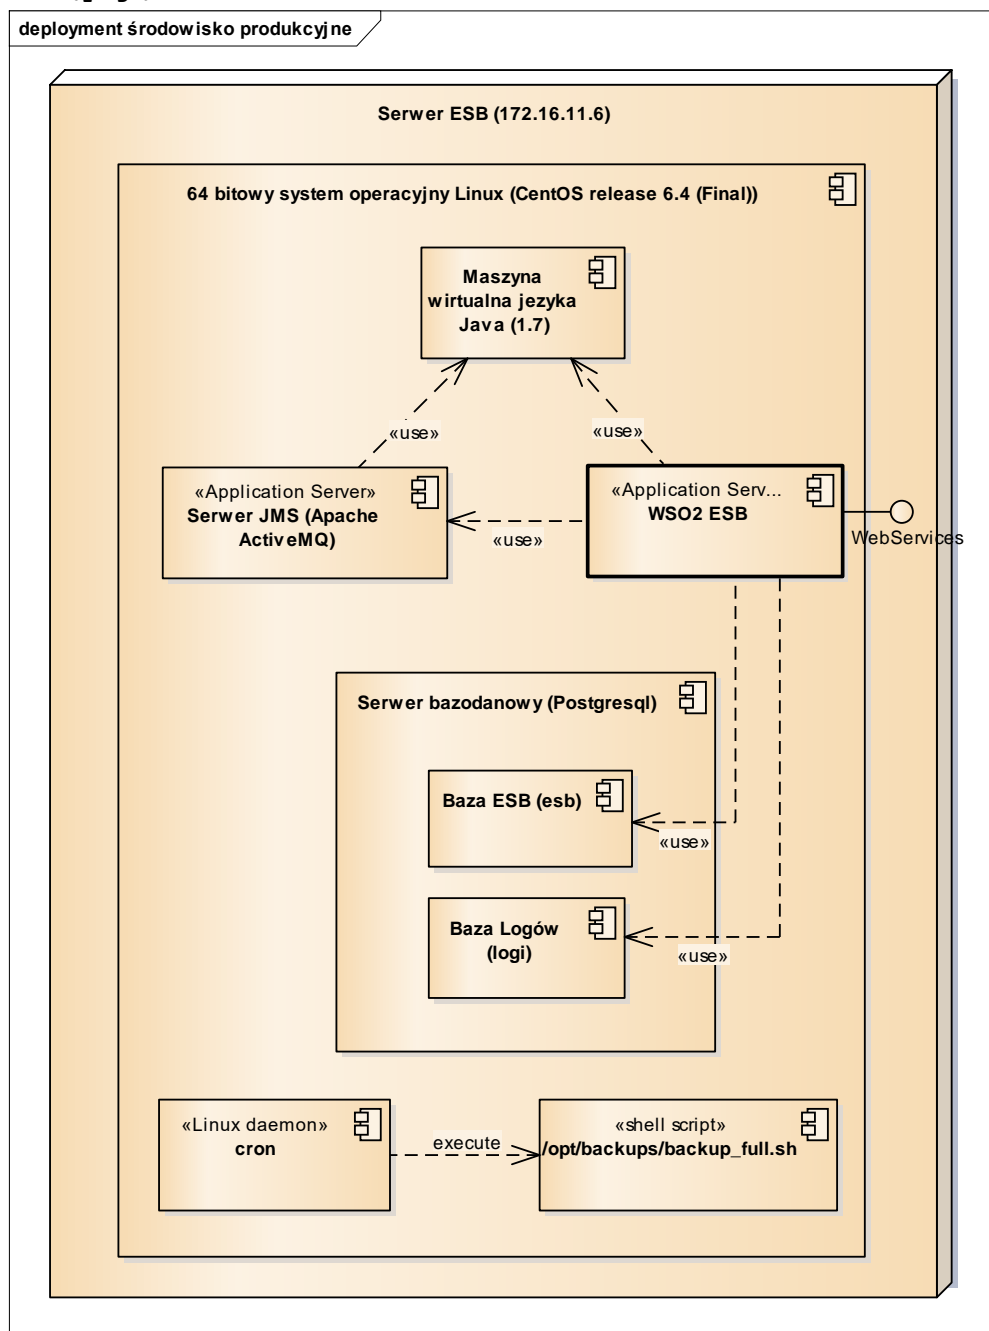 deployment środowisko produkcyjne
Serwer ESB (172.16.11.6)
64 bitowy system operacyjny Linux (CentOS release 6.4 (Final))
Maszyna
wirtualna jezyka
Java (1.7)
«use»
«use»
«Application Server»
Serwer JMS (Apache
ActiveMQ)
«use»
«Application Serv...
WSO2 ESB
WebServices
Serwer bazodanowy (Postgresql)
Baza ESB (esb)
«use»
Baza Logów
(logi)
«use»
«Linux daemon»
cron
execute
«shell script»
/opt/backups/backup_full.sh